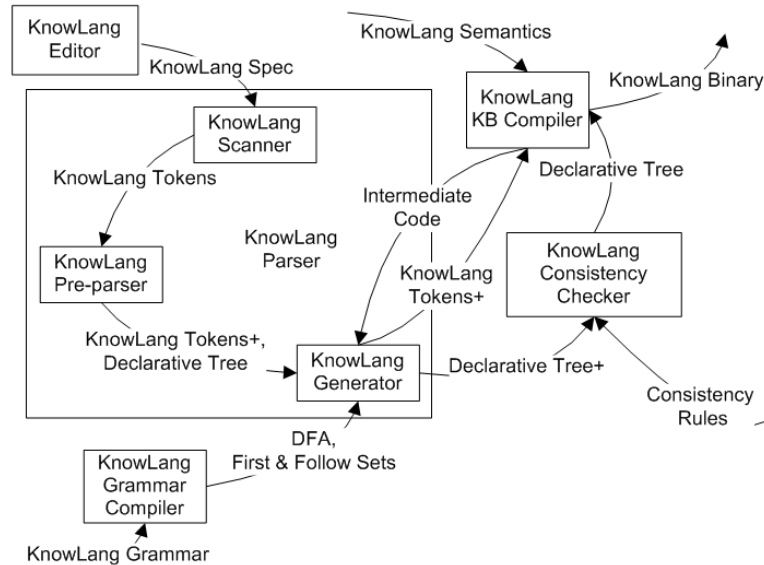 KnowLang
Editor
KnowLang Spec
KnowLang Semantics
KnowLang
KB Compiler
KnowLang Binary
KnowLang
Scanner
KnowLang Tokens
Intermediate
Code
Declarative Tree
KnowLang
Parser
KnowLang
Pre-parser
KnowLang
Tokens+
KnowLang
Consistency
Checker
KnowLang Tokens+,
Declarative Tree
KnowLang
Generator
Declarative Tree+
Consistency
Rules
DFA,
First & Follow Sets
KnowLang
Grammar
Compiler
KnowLang Grammar